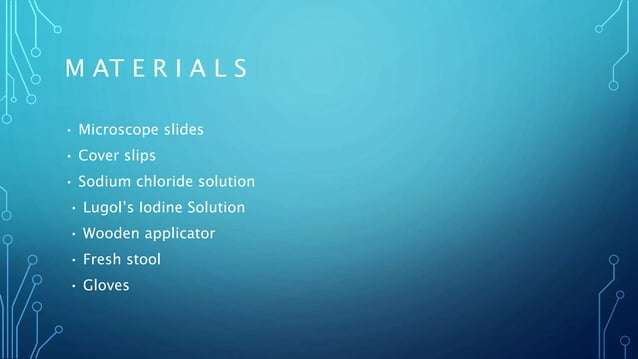 MATERIALS
• Microscope slides
• Cover slips
• Sodium chloride solution
• Lugol's Iodine Solution
• Wooden applicator
• Fresh stool
• Gloves